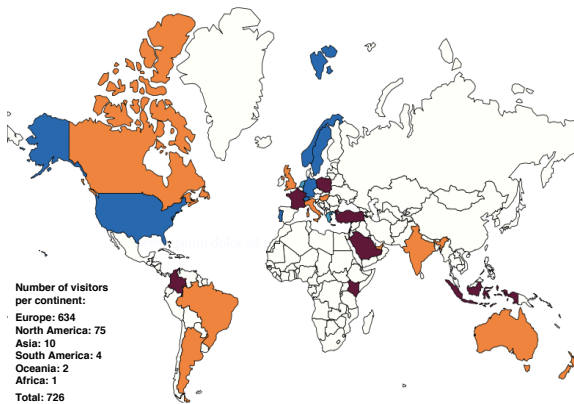 Number of visitors
per continent:
Europe: 634
North America: 75
Asia: 10
South America: 4
Oceania: 2
Africa: 1
Total: 726